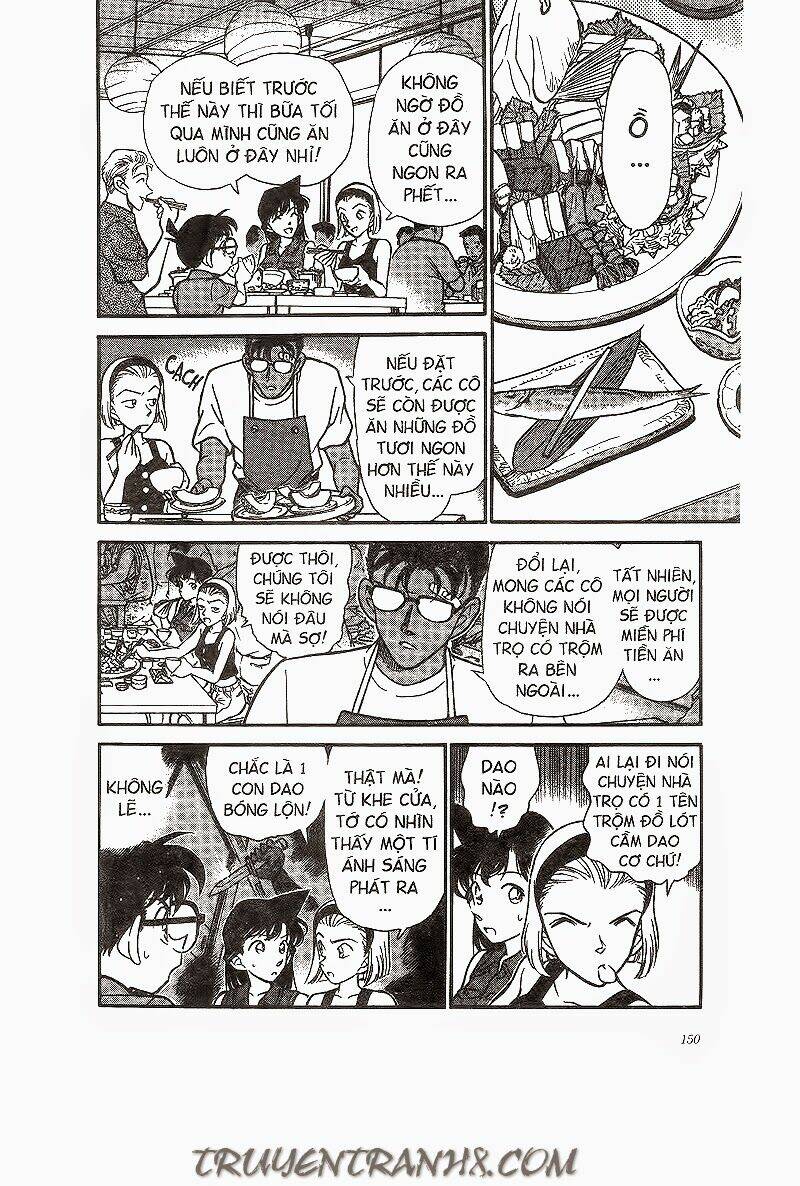 Ồ
...
KHÔNG
NGỜ ĐỒ
ĂN Ở ĐÂY
CŨNG
NGON RA
PHẾT...
NẾU BIẾT TRƯỚC
THẾ NÀY THÌ BỮA TỐI
QUA MÌNH CŨNG ĂN
LUÔN Ở ĐÂY NHỈ!
NẾU ĐẶT
TRƯỚC, CÁC CÔ
SẼ CÒN ĐƯỢC
ĂN NHỮNG ĐỒ
TƯƠI NGON
HƠN THẾ NÀY
NHIỀU...
CẠCH
TẤT NHIÊN,
MỌI NGƯỜI
SẼ ĐƯỢC
MIỄN PHÍ
TIỀN ĂN
...
ĐỔI LẠI,
MONG CÁC CÔ
KHÔNG NÓI
CHUYỆN NHÀ
TRỌ CÓ TRỘM
RA BÊN
NGOÀI...
ĐƯỢC THÔI,
CHÚNG TÔI
SẼ KHÔNG
NÓI ĐÂU
MÀ SỢ!
AI LẠI ĐI NÓI
CHUYỆN NHÀ
TRỌ CÓ 1 TÊN
TRỘM ĐỒ LÓT
CẦM DAO
CƠ CHỨ!
DAO
NÀO
!?
THẬT MÀ!
TỪ KHE CỬA,
TỚ CÓ NHÌN
THẤY MỘT TÍ
ÁNH SÁNG
PHÁT RA
...
CHẮC LÀ 1
CON DAO
BÓNG LỘN!
KHÔNG
LẼ...
150
TRUYENTRANH8.COM